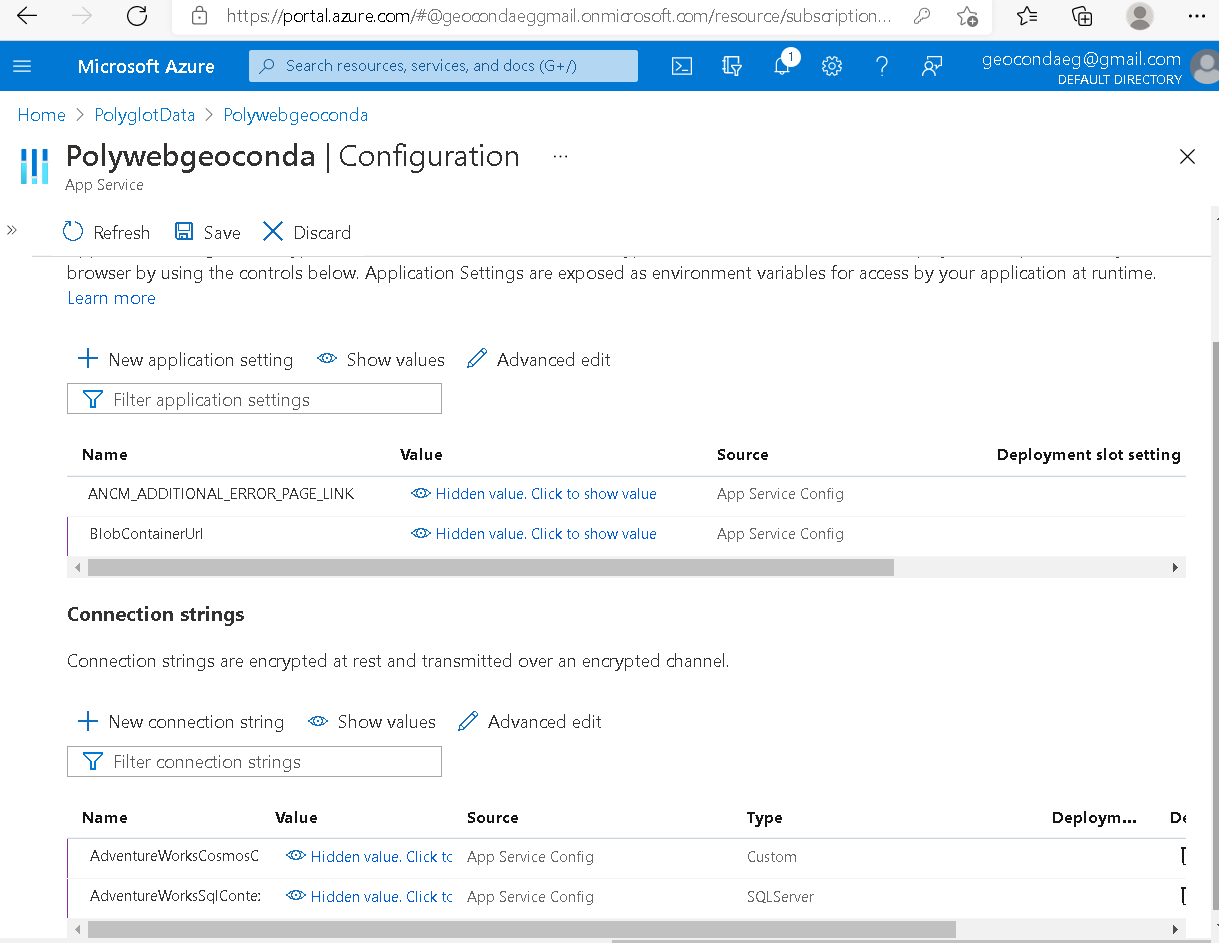 https://portal.azure.com/#@geocondaeggmail.onmicrosoft.com/resource/subscription...
Microsoft Azure
Search resources, services, and docs (G+/)
1
geocondaeg@gmail.com
DEFAULT DIRECTORY
Home > PolyglotData > Polywebgeoconda
Polywebgeoconda | Configuration ...
App Service
» Refresh Save Discard
browser by using the controls below. Application Settings are exposed as environment variables for access by your application at runtime.
Learn more
New application setting Show values Advanced edit
Filter application settings
Name Value Source Deployment slot setting
ANCM_ADDITIONAL_ERROR_PAGE_LINK Hidden value. Click to show value App Service Config
BlobContainerUrl Hidden value. Click to show value App Service Config
Connection strings
Connection strings are encrypted at rest and transmitted over an encrypted channel.
New connection string Show values Advanced edit
Filter connection strings
Name Value Source Type Deploym... De
AdventureWorksCosmosC Hidden value. Click to App Service Config Custom
AdventureWorksSqlConte Hidden value. Click to App Service Config SQLServer